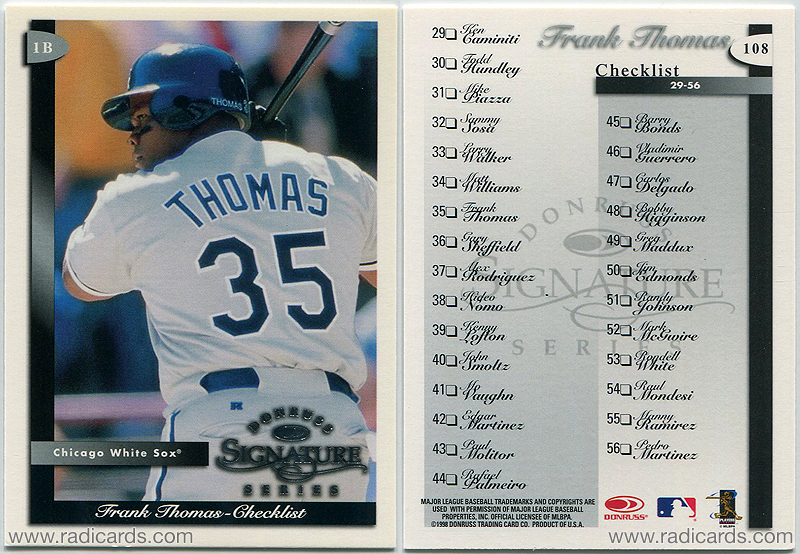 1B
THOMAS 35
THOMAS
35
R
DONRUSS
SIGNATURE
SERIES
Chicago White Sox®
Frank Thomas-Checklist
www.radicards.com
Frank Thomas
108
Checklist
29-56
29 Ken Caminiti
30 Todd Hundley
31 Mike Piazza
32 Sammy Sosa
33 Larry Walker
34 Matt Williams
35 Frank Thomas
36 Gary Sheffield
37 Alex Rodriguez
38 Hideo Nomo
39 Kenny Lofton
40 John Smoltz
41 Mo Vaughn
42 Edgar Martinez
43 Paul Molitor
44 Rafael Palmeiro
45 Barry Bonds
46 Vladimir Guerrero
47 Carlos Delgado
48 Bobby Higginson
49 Greg Maddux
50 Jim Edmonds
51 Randy Johnson
52 Mark McGwire
53 Rondell White
54 Raul Mondesi
55 Manny Ramirez
56 Pedro Martinez
DONRUSS
SIGNATURE
SERIES
MAJOR LEAGUE BASEBALL TRADEMARKS AND COPYRIGHTS ARE
USED WITH PERMISSION OF MAJOR LEAGUE BASEBALL
PROPERTIES, INC. OFFICIAL LICENSEE OF MLBPA.
©1998 DONRUSS TRADING CARD CO. PRODUCT OF U.S.A.
DONRUSS
© MLBPA
www.radicards.com